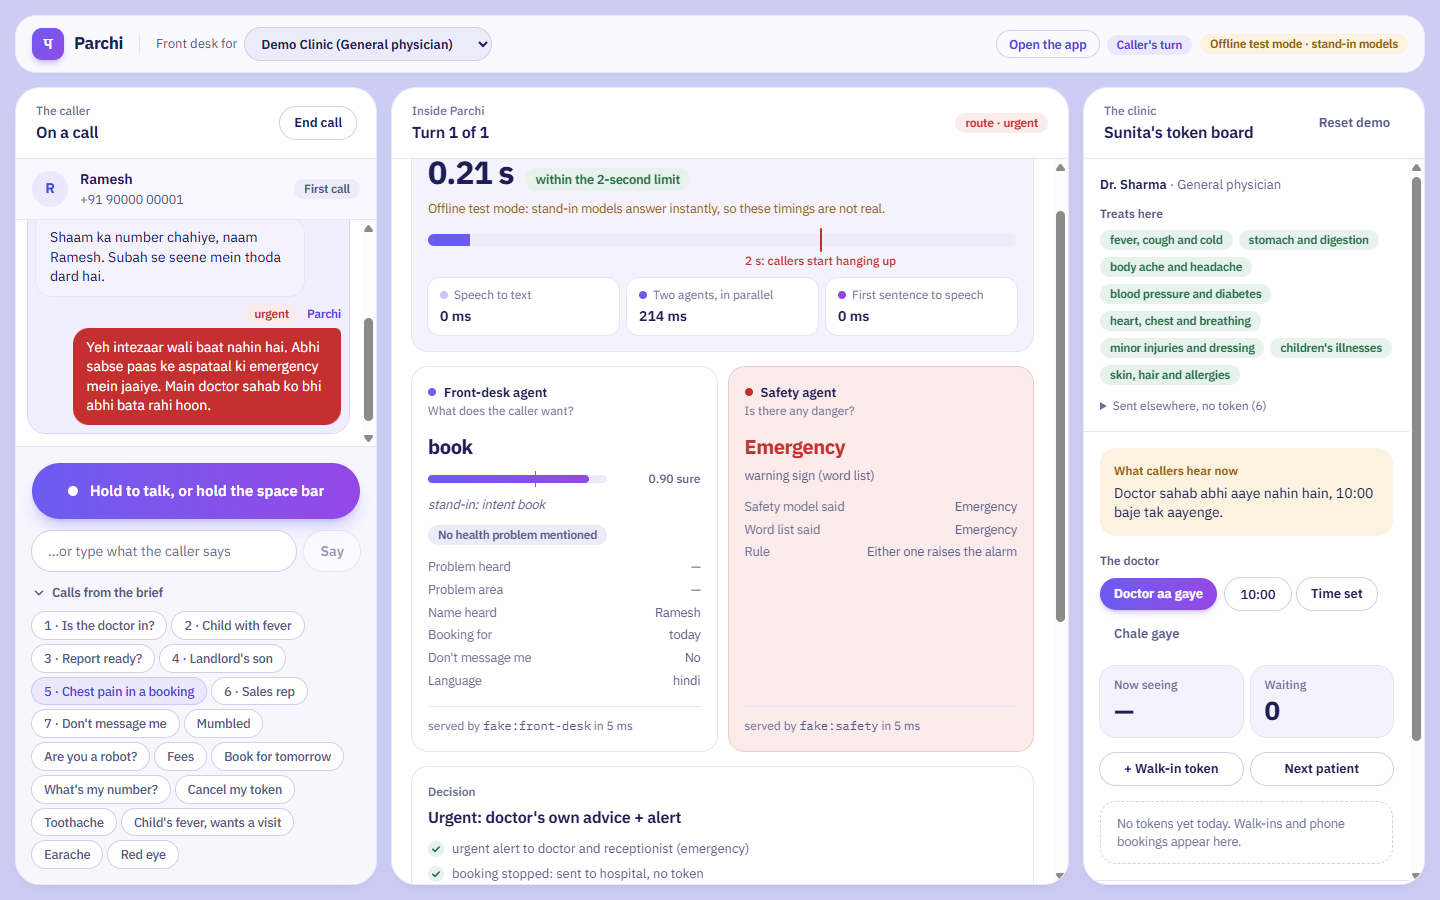 प Parchi Front desk for Demo Clinic (General physician) Open the app Caller's turn Offline test mode · stand-in models
The caller
On a call
End call
R
Ramesh
+91 90000 00001
First call
Shaam ka number chahiye, naam
Ramesh. Subah se seene mein thoda
dard hai.
urgent Parchi
Yeh intezaar wali baat nahin hai. Abhi
sabse paas ke aspataal ki emergency
mein jaaiye. Main doctor sahab ko bhi
abhi bata rahi hoon.
Hold to talk, or hold the space bar
...or type what the caller says
Say
Calls from the brief
1 · Is the doctor in? 2 · Child with fever
3 · Report ready? 4 · Landlord's son
5 · Chest pain in a booking 6 · Sales rep
7 · Don't message me Mumbled
Are you a robot? Fees Book for tomorrow
What's my number? Cancel my token
Toothache Child's fever, wants a visit
Earache Red eye
Inside Parchi
Turn 1 of 1
route · urgent
0.21 s within the 2-second limit
Offline test mode: stand-in models answer instantly, so these timings are not real.
2 s: callers start hanging up
Speech to text
0 ms
Two agents, in parallel
214 ms
First sentence to speech
0 ms
Front-desk agent
What does the caller want?
book
0.90 sure
stand-in: intent book
No health problem mentioned
Problem heard —
Problem area —
Name heard Ramesh
Booking for today
Don't message me No
Language hindi
served by fake:front-desk in 5 ms
Safety agent
Is there any danger?
Emergency
warning sign (word list)
Safety model said Emergency
Word list said Emergency
Rule Either one raises the alarm
served by fake:safety in 5 ms
Decision
Urgent: doctor's own advice + alert
urgent alert to doctor and receptionist (emergency)
booking stopped: sent to hospital, no token
The clinic
Sunita's token board
Reset demo
Dr. Sharma · General physician
Treats here
fever, cough and cold stomach and digestion
body ache and headache
blood pressure and diabetes
heart, chest and breathing
minor injuries and dressing children's illnesses
skin, hair and allergies
Sent elsewhere, no token (6)
What callers hear now
Doctor sahab abhi aaye nahin hain, 10:00
baje tak aayenge.
The doctor
Doctor aa gaye 10:00 Time set
Chale gaye
Now seeing
—
Waiting
0
+ Walk-in token Next patient
No tokens yet today. Walk-ins and phone
bookings appear here.